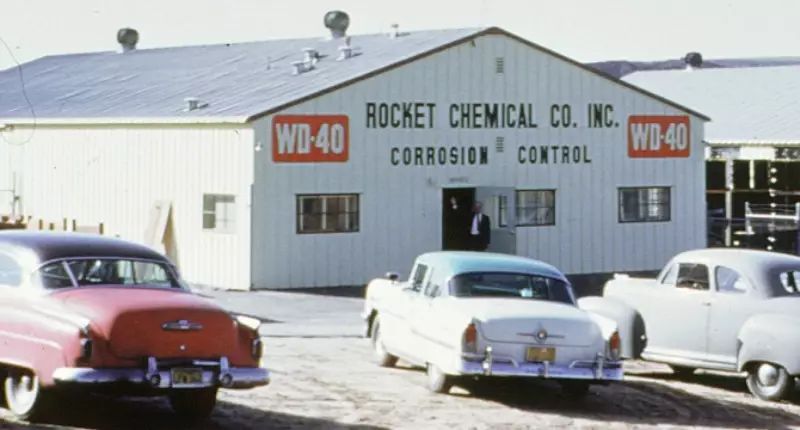 WD-40
ROCKET CHEMICAL CO. INC.
WD-40
CORROSION CONTROL